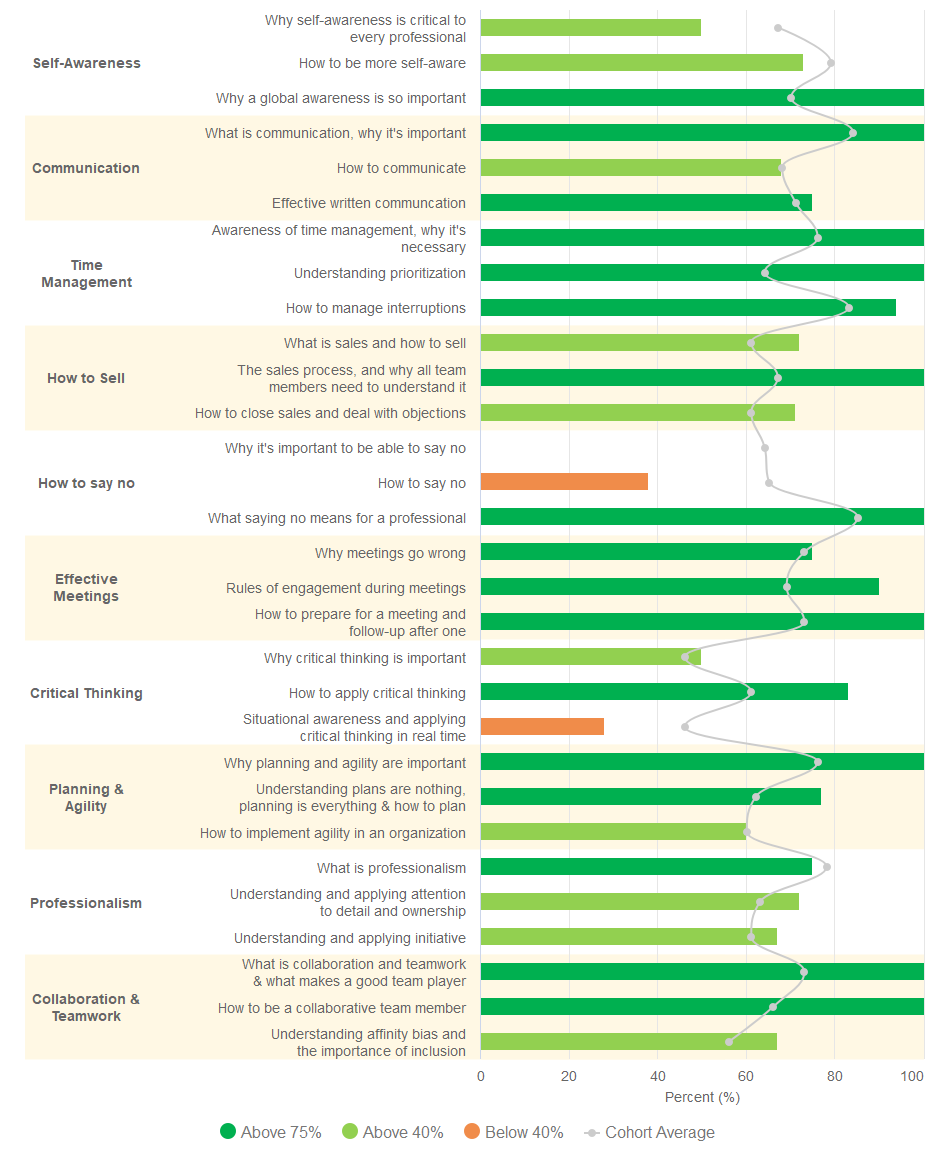 Why self-awareness is critical to
every professional
Self-Awareness
How to be more self-aware
Why a global awareness is so important
What is communication, why it's important
Communication
How to communicate
Effective written communcation
Awareness of time management, why it's
necessary
Time
Management
Understanding prioritization
How to manage interruptions
What is sales and how to sell
How to Sell
The sales process, and why all team
members need to understand it
How to close sales and deal with objections
Why it's important to be able to say no
How to say no
How to say no
What saying no means for a professional
Why meetings go wrong
Effective
Meetings
Rules of engagement during meetings
How to prepare for a meeting and
follow-up after one
Why critical thinking is important
Critical Thinking
How to apply critical thinking
Situational awareness and applying
critical thinking in real time
Why planning and agility are important
Planning &
Agility
Understanding plans are nothing,
planning is everything & how to plan
How to implement agility in an organization
What is professionalism
Professionalism
Understanding and applying attention
to detail and ownership
Understanding and applying initiative
What is collaboration and teamwork
& what makes a good team player
Collaboration &
Teamwork
How to be a collaborative team member
Understanding affinity bias and
the importance of inclusion
0 20 40 60 80 100
Percent (%)
Above 75% Above 40% Below 40% Cohort Average